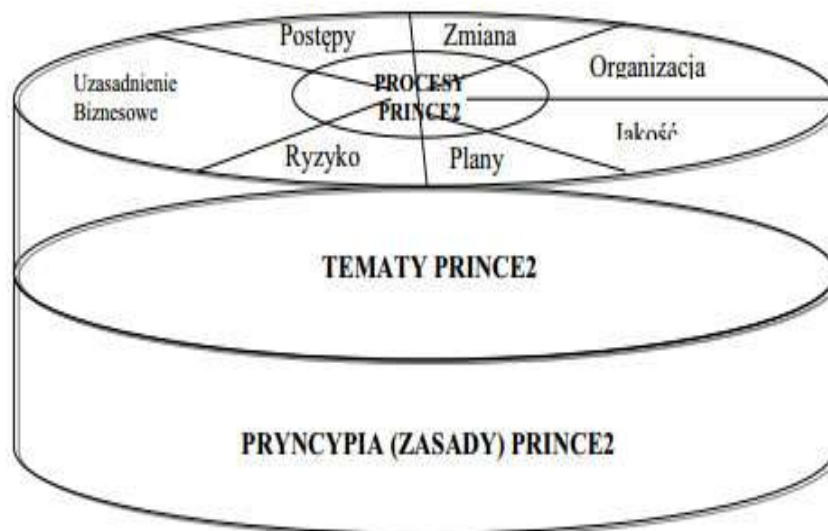 Postępy
Zmiana
Organizacja
Uzasadnienie
Biznesowe
PROCESY
PRINCE2
Jakość
Ryzyko
Plany
TEMATY PRINCE2
PRYNCYPIA (ZASADY) PRINCE2